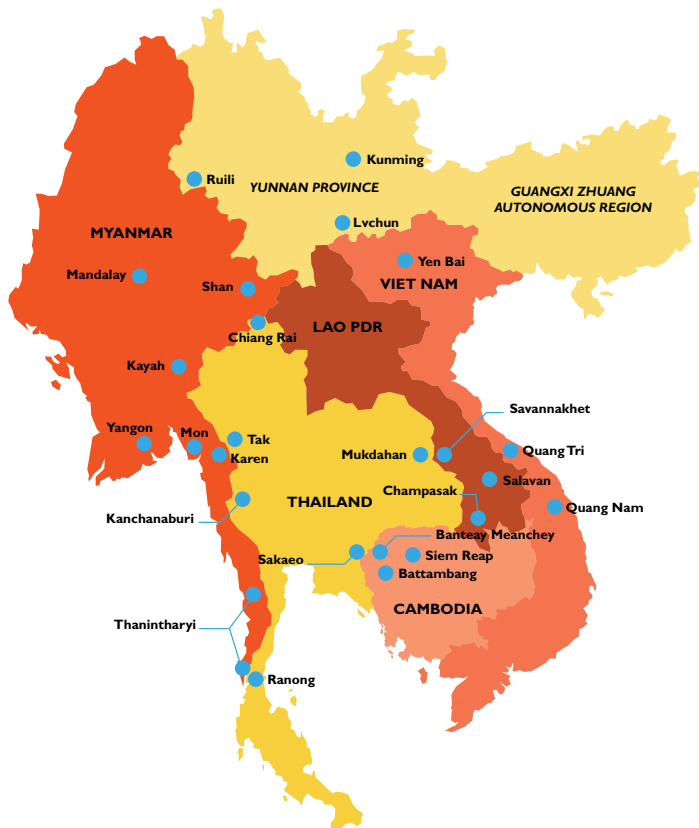 Kunming
Ruili
YUNNAN PROVINCE
GUANGXI ZHUANG
AUTONOMOUS REGION
Lvchun
MYANMAR
Yen Bai
Mandalay
Shan
VIET NAM
LAO PDR
Chiang Rai
Kayah
Savannakhet
Yangon
Mon
Tak
Karen
Mukdahan
Quang Tri
Salavan
Champasak
THAILAND
Quang Nam
Kanchanaburi
Banteay Meanchey
Sakaeo
Siem Reap
Battambang
CAMBODIA
Thanintharyi
Ranong